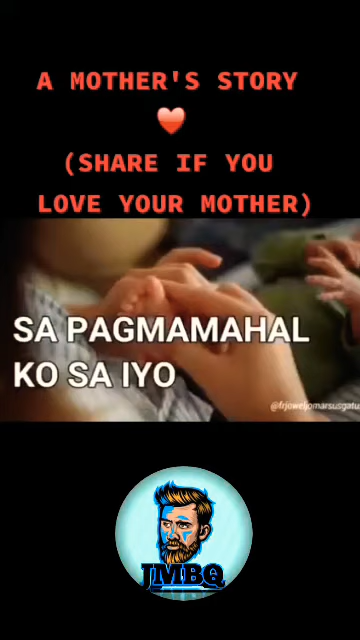 A MOTHER'S STORY
(SHARE IF YOU
LOVE YOUR MOTHER)
SA PAGMAMAHAL
KO SA IYO
JMBQ